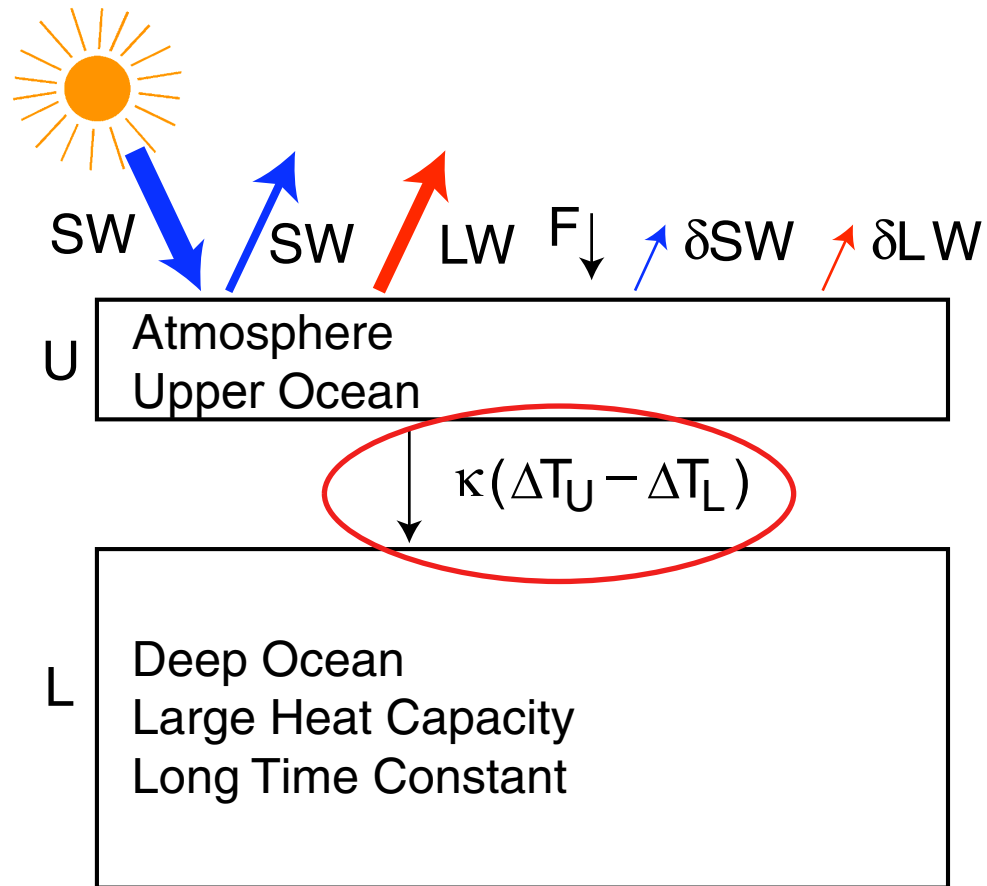 SW
SW
LW
F
δSW
δLW
U
Atmosphere
Upper Ocean
κ(ΔTU − ΔTL)
L
Deep Ocean
Large Heat Capacity
Long Time Constant